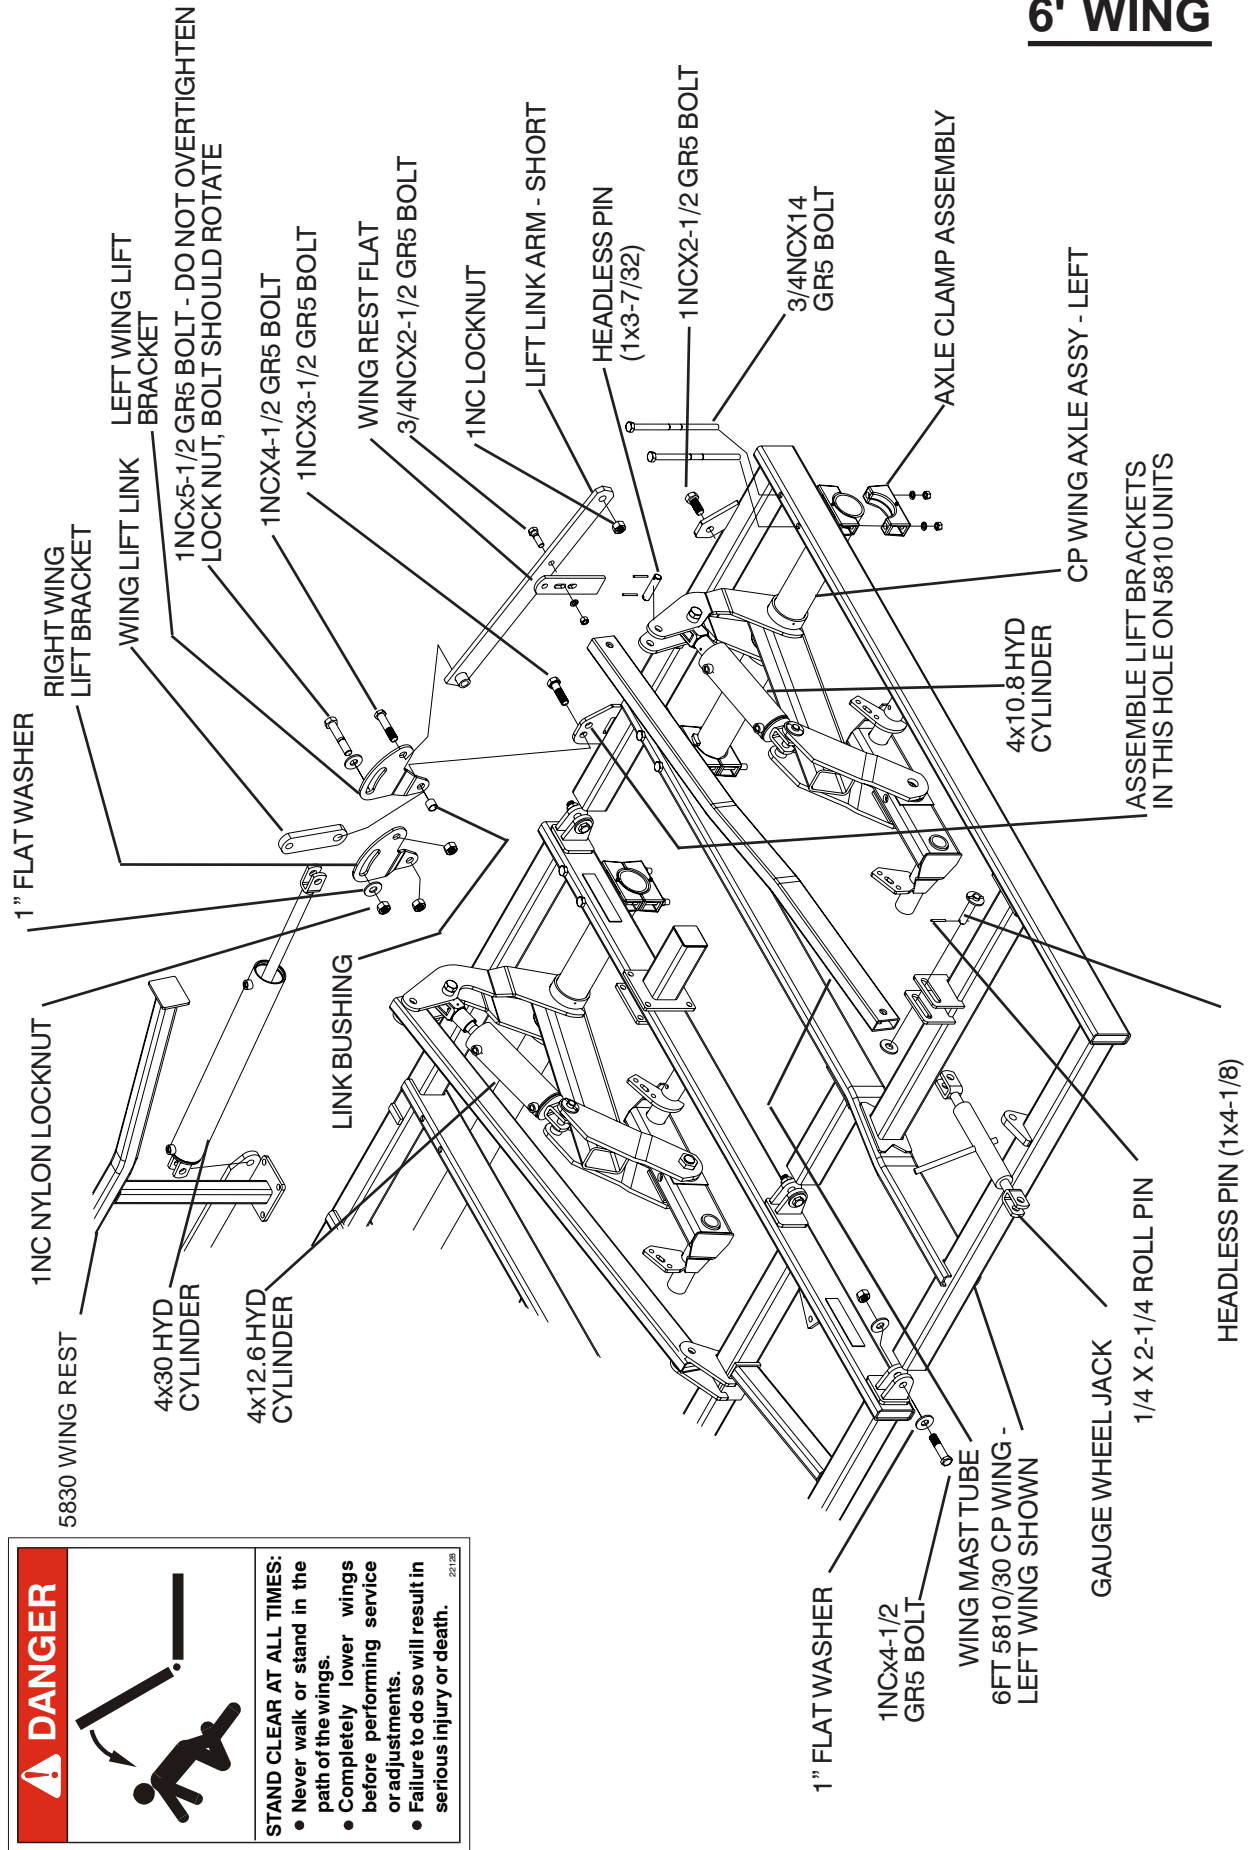 6' WING
1” FLAT WASHER
RIGHT WING
LIFT BRACKET
WING LIFT LINK
LEFT WING LIFT
BRACKET
1NCx5-1/2 GR5 BOLT - DO NOT OVERTIGHTEN
LOCK NUT, BOLT SHOULD ROTATE
1NCX4-1/2 GR5 BOLT
1NCX3-1/2 GR5 BOLT
WING REST FLAT
3/4NCX2-1/2 GR5 BOLT
1NC LOCKNUT
LIFT LINK ARM - SHORT
HEADLESS PIN
(1x3-7/32)
1NCX2-1/2 GR5 BOLT
3/4NCX14
GR5 BOLT
AXLE CLAMP ASSEMBLY
CP WING AXLE ASSY - LEFT
ASSEMBLE LIFT BRACKETS
IN THIS HOLE ON 5810 UNITS
4x10.8 HYD
CYLINDER
LINK BUSHING
1NC NYLON LOCKNUT
5830 WING REST
4x30 HYD
CYLINDER
4x12.6 HYD
CYLINDER
HEADLESS PIN (1x4-1/8)
1/4 X 2-1/4 ROLL PIN
GAUGE WHEEL JACK
6FT 5810/30 CP WING -
LEFT WING SHOWN
WING MAST TUBE
1NCx4-1/2
GR5 BOLT
1” FLAT WASHER
DANGER
STAND CLEAR AT ALL TIMES:
● Never walk or stand in the
path of the wings.
● Completely lower wings
before performing service
or adjustments.
● Failure to do so will result in
serious injury or death.
22128